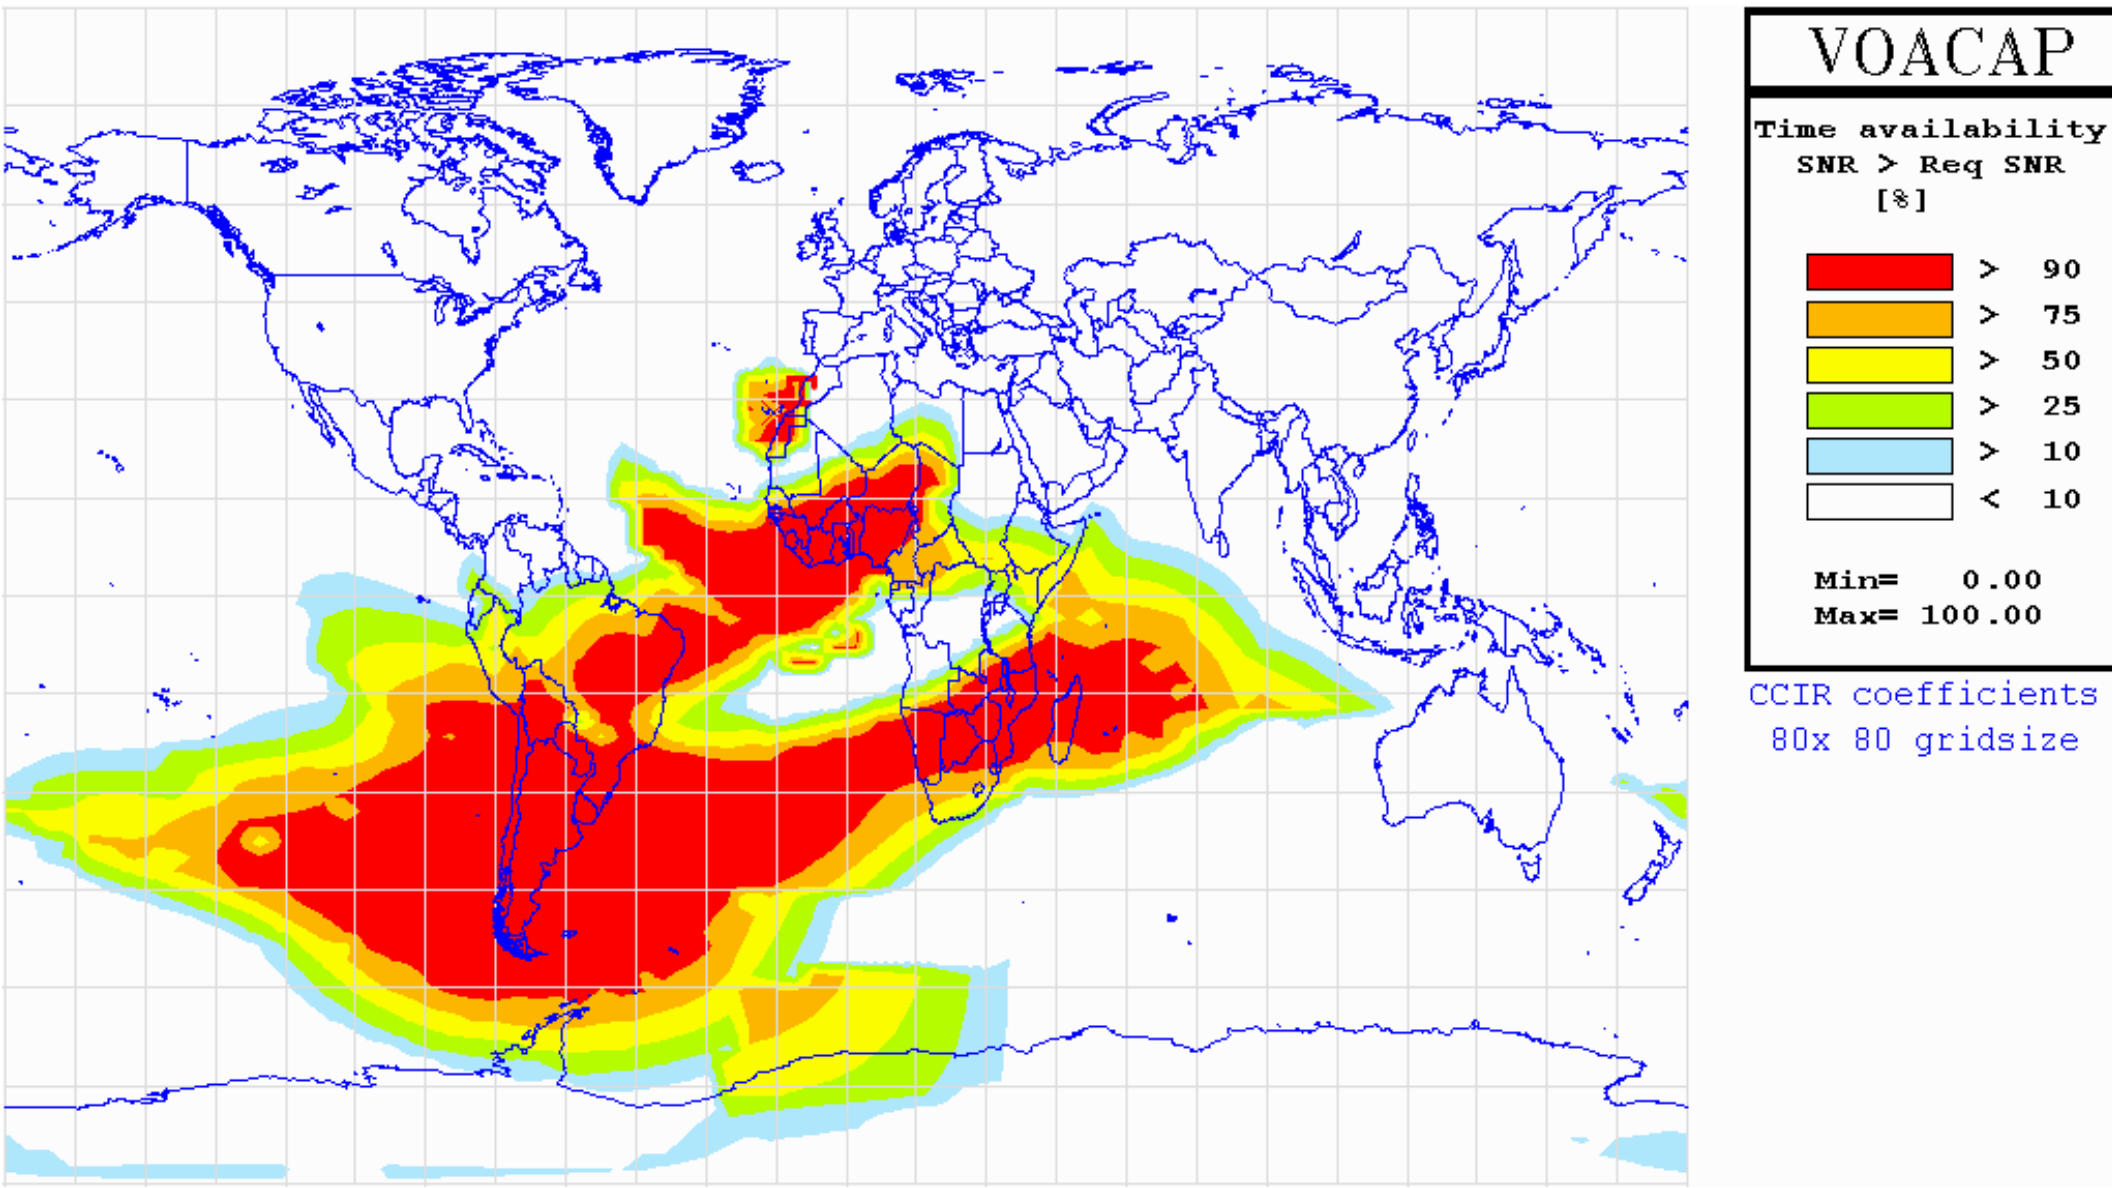 VOACAP
Time availability
SNR > Req SNR
[%]
> 90
> 75
> 50
> 25
> 10
< 10
Min= 0.00
Max= 100.00
CCIR coefficients
80x 80 gridsize